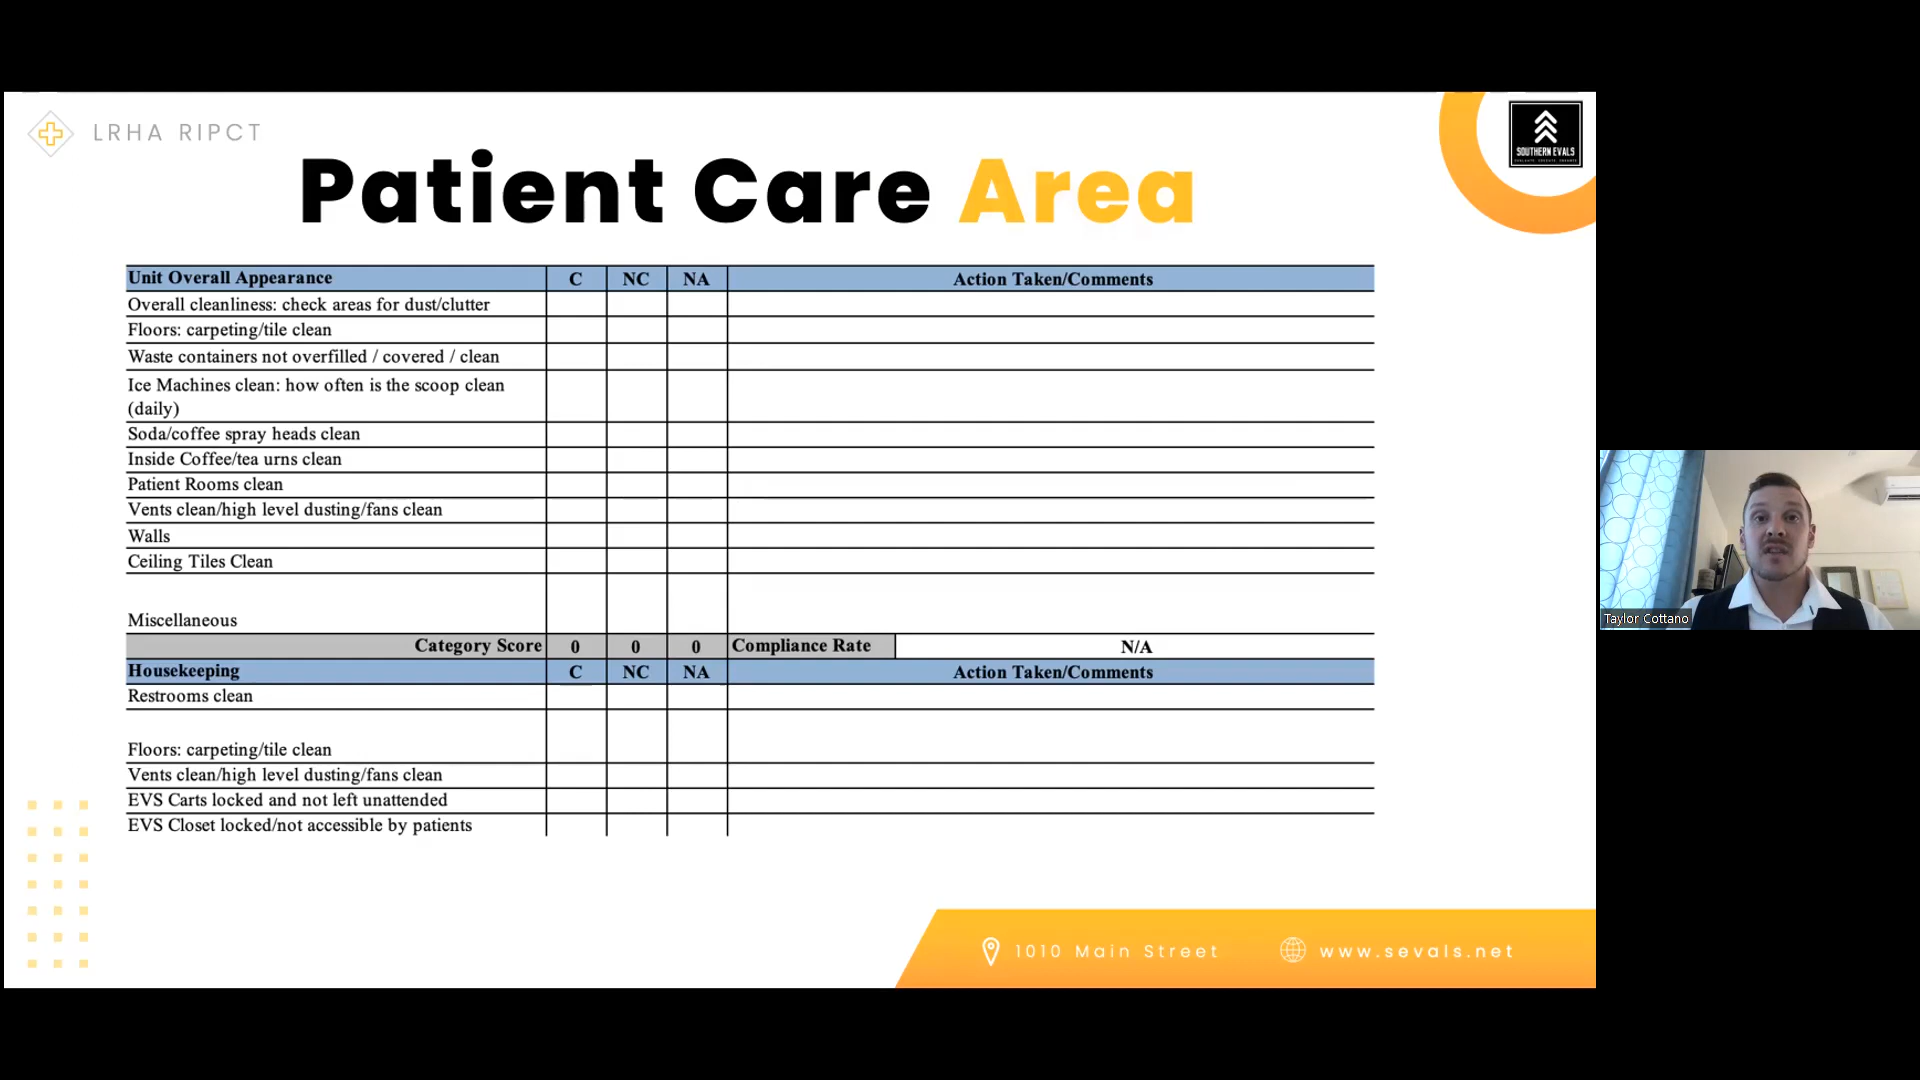 LRHA RIPCT
SOUTHERN EVALS
Patient Care Area
Unit Overall Appearance C NC NA Action Taken/Comments
Overall cleanliness: check areas for dust/clutter
Floors: carpeting/tile clean
Waste containers not overfilled / covered / clean
Ice Machines clean: how often is the scoop clean
(daily)
Soda/coffee spray heads clean
Inside Coffee/tea urns clean
Patient Rooms clean
Vents clean/high level dusting/fans clean
Walls
Ceiling Tiles Clean
Miscellaneous
Category Score 0 0 0 Compliance Rate N/A
Housekeeping C NC NA Action Taken/Comments
Restrooms clean
Floors: carpeting/tile clean
Vents clean/high level dusting/fans clean
EVS Carts locked and not left unattended
EVS Closet locked/not accessible by patients
1010 Main Street www.sevals.net
Taylor Cottano